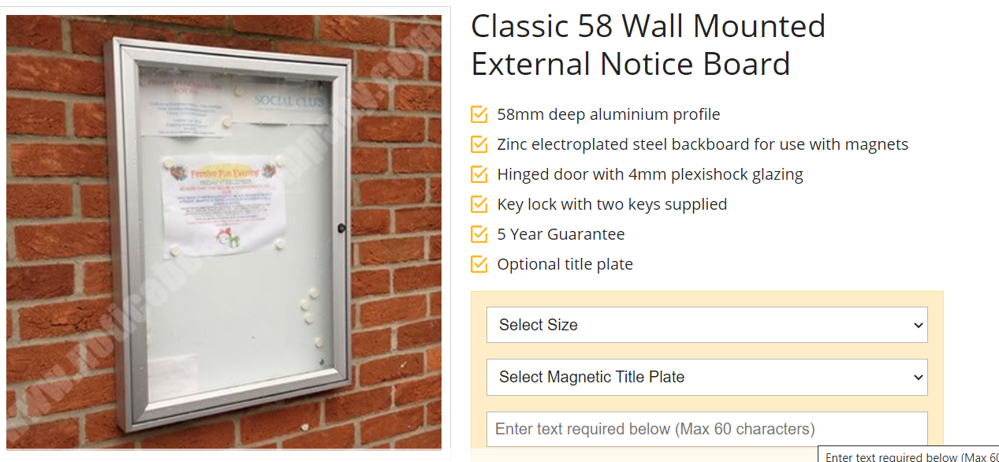 Classic 58 Wall Mounted
External Notice Board
58mm deep aluminium profile
Zinc electroplated steel backboard for use with magnets
Hinged door with 4mm plexishock glazing
Key lock with two keys supplied
5 Year Guarantee
Optional title plate
Select Size
Select Magnetic Title Plate
Enter text required below (Max 60 characters)
Enter text required below (Max 60
SOCIAL CLUB
Festive Fun Evening